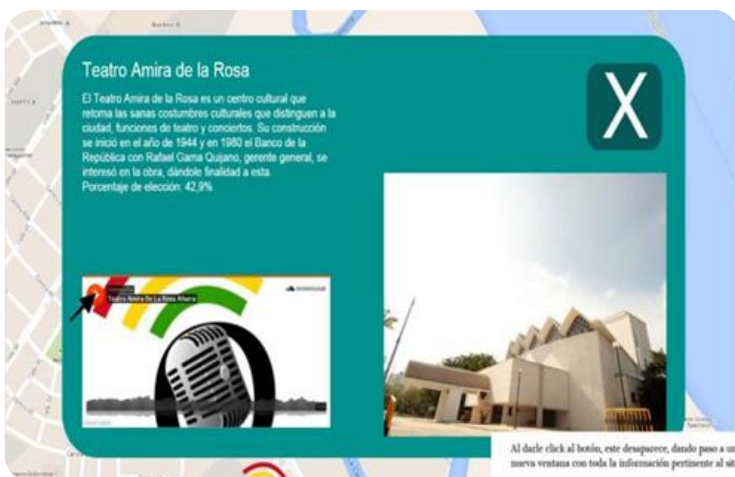 Teatro Amira de la Rosa
X
El Teatro Amira de la Rosa es un centro cultural que
retoma las sanas costumbres culturales que distinguen a la
ciudad, funciones de teatro y conciertos. Su construcción
se inició en el año de 1944 y en 1980 el Banco de la
República con Rafael Gama Quijano, gerente general, se
interesó en la obra, dándole finalidad a esta.
Porcentaje de elección: 42,9%
Teatro Amira De La Rosa Afuera
SOUNDCLOUD
Al darle click al botón, este desaparece, dando paso a un
nueva ventana con toda la información pertinente al sit